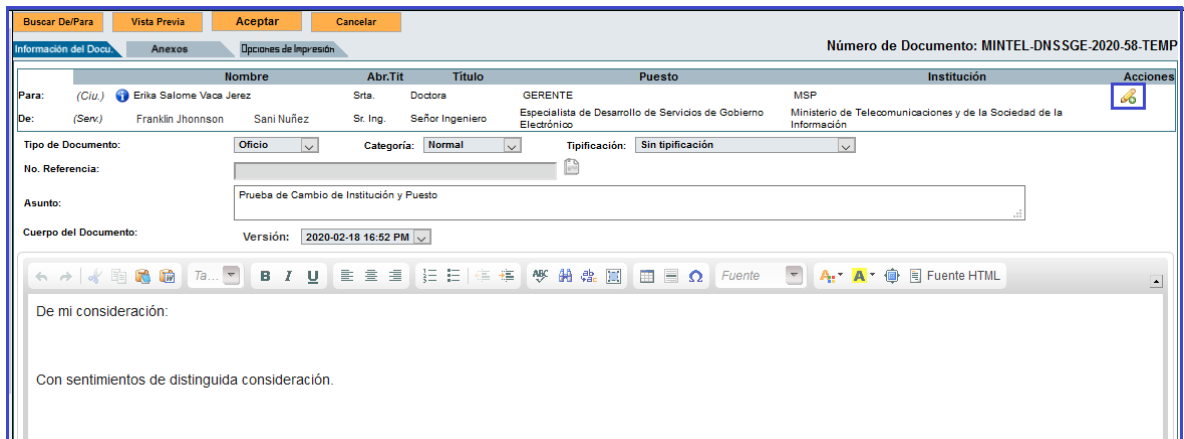 Buscar De/Para Vista Previa Aceptar Cancelar
Información del Docu. Anexos Opciones de Impresión Número de Documento: MINTEL-DNSSGE-2020-58-TEMP
Nombre Abr.Tit Título Puesto Institución Acciones
Para: (Ciu.) Erika Salome Vaca Jerez Srta. Doctora GERENTE MSP
De: (Serv.) Franklin Jhonnson Sani Nuñez Sr. Ing. Señor Ingeniero Especialista de Desarrollo de Servicios de Gobierno Electrónico Ministerio de Telecomunicaciones y de la Sociedad de la Información
Tipo de Documento: Oficio Categoría: Normal Tipificación: Sin tipificación
No. Referencia:
Asunto: Prueba de Cambio de Institución y Puesto
Cuerpo del Documento: Versión: 2020-02-18 16:52 PM
Ta... B I U ABC Ω Fuente A A Fuente HTML
De mi consideración:
Con sentimientos de distinguida consideración.